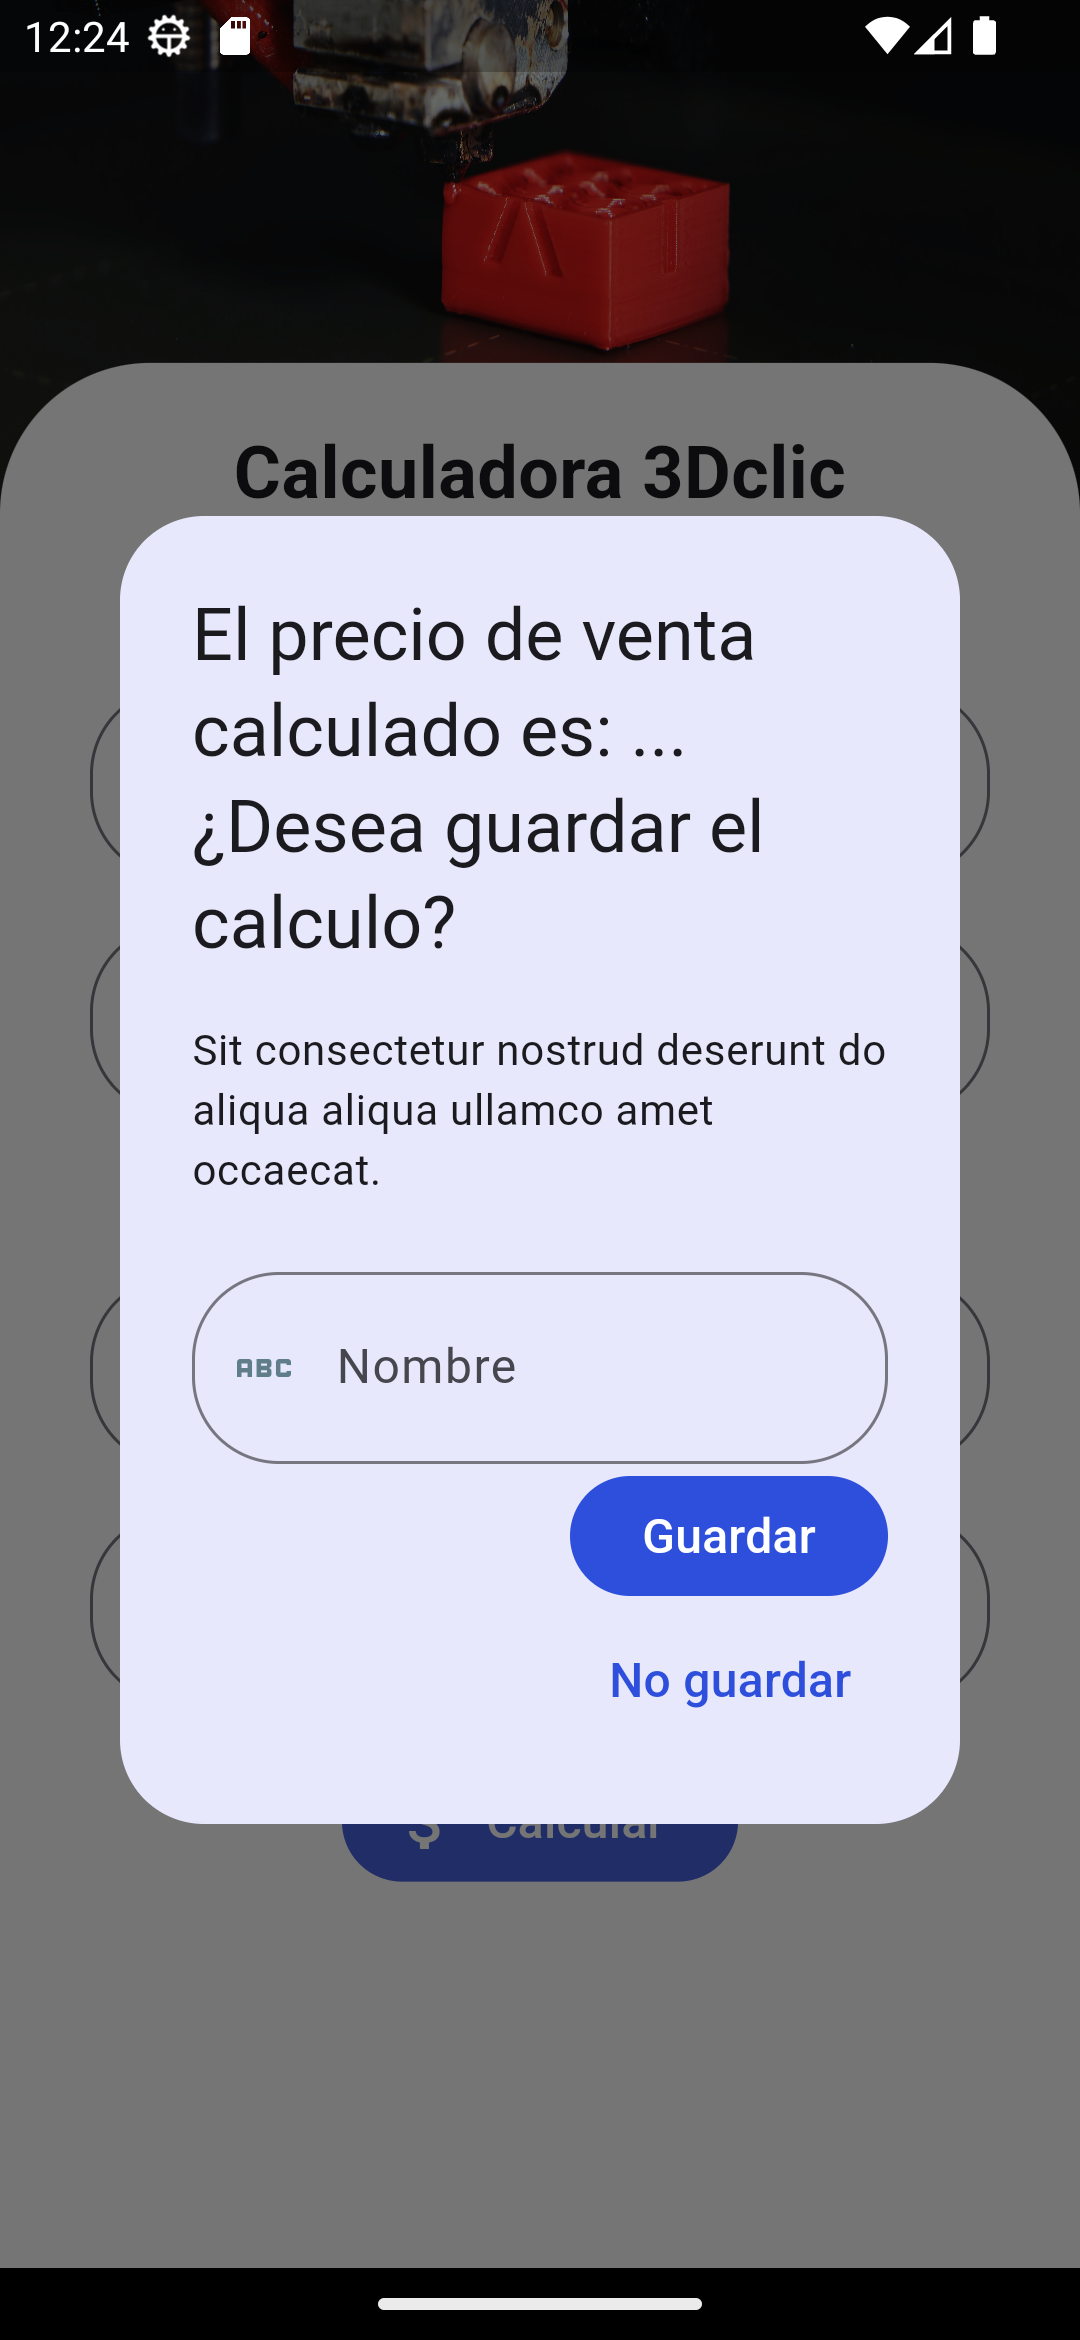 12:24
Calculadora 3Dclic
El precio de venta
calculado es: ...
¿Desea guardar el
calculo?
Sit consectetur nostrud deserunt do
aliqua aliqua ullamco amet
occaecat.
ABC Nombre
Guardar
No guardar
$ Calcular